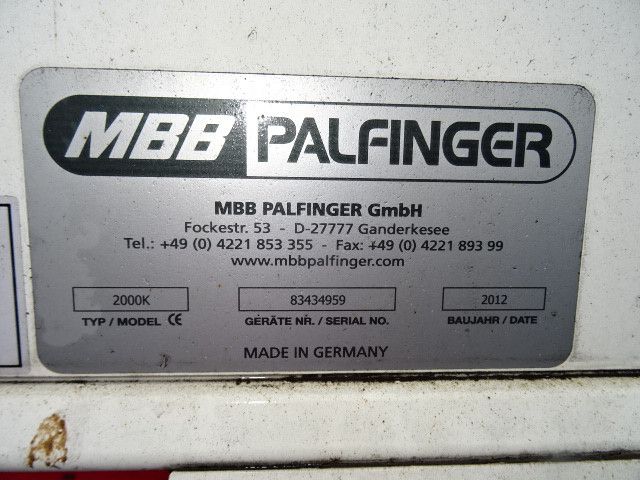 MBB PALFINGER
MBB PALFINGER GmbH
Fockestr. 53 - D-27777 Ganderkesee
Tel.: +49 (0) 4221 853 355 - Fax: +49 (0) 4221 893 99
www.mbbpalfinger.com
2000K 83434959 2012
TYP / MODEL CE GERÄTE NR. / SERIAL NO. BAUJAHR / DATE
MADE IN GERMANY